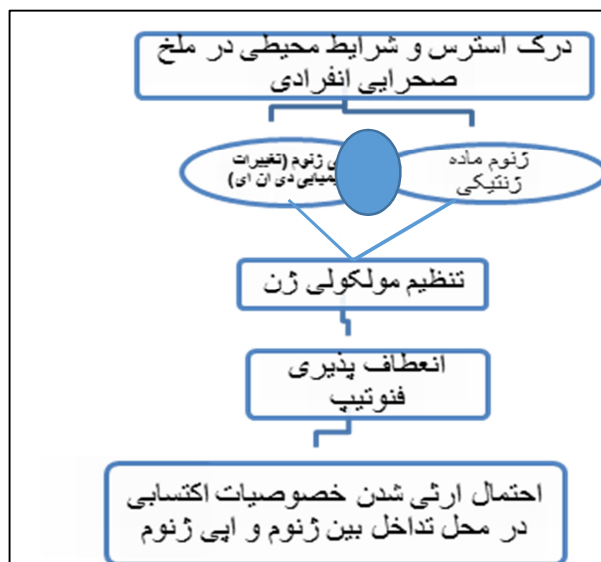 درک استرس و شرایط محیطی در ملخ
صحرایی انفرادی
ژنوم ماده
ژنتیکی
ژنوم (تغییرات
دی ان ای)
تنظیم مولکولی ژن
انعطاف پذیری
فنوتیپ
احتمال ارثی شدن خصوصیات اکتسابی
در محل تداخل بین ژنوم و اپی ژنوم